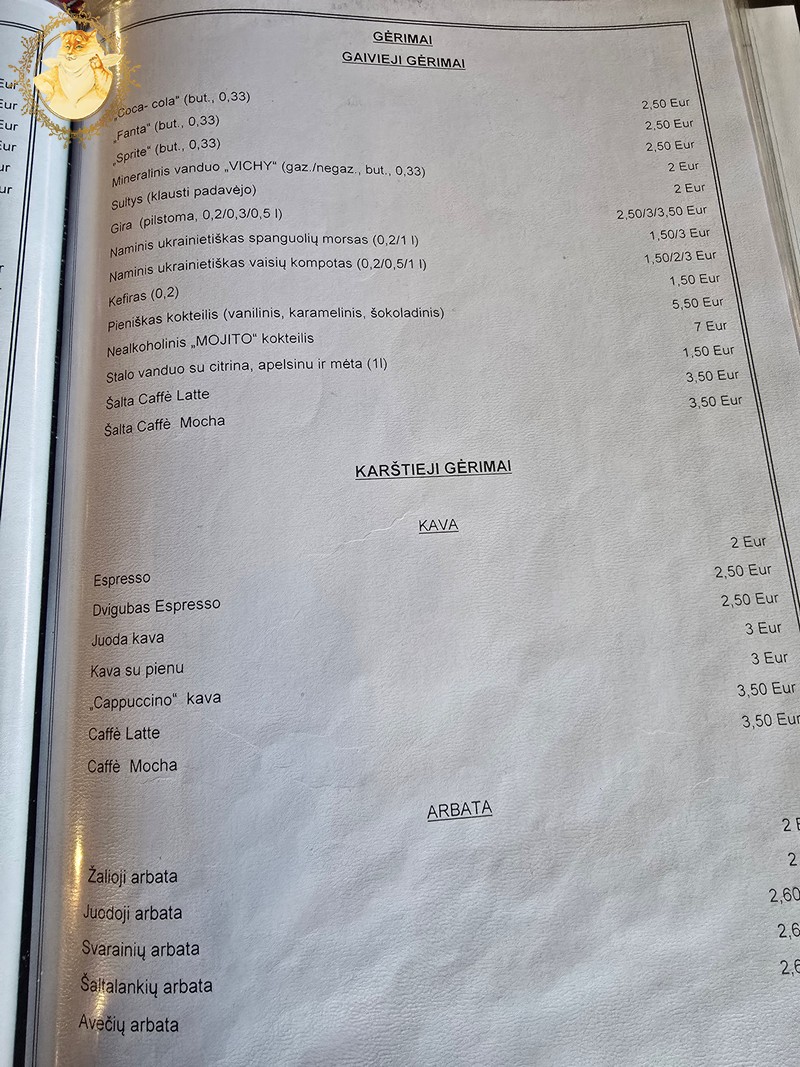 GĖRIMAI
GAIVIEJI GĖRIMAI
„Coca- cola“ (but., 0,33) 2,50 Eur
„Fanta“ (but., 0,33) 2,50 Eur
„Sprite“ (but., 0,33) 2,50 Eur
Mineralinis vanduo „VICHY“ (gaz./negaz., but., 0,33) 2 Eur
Sultys (klausti padavėjo) 2 Eur
Gira (pilstoma, 0,2/0,3/0,5 l) 2,50/3/3,50 Eur
Naminis ukrainietiškas spanguolių morsas (0,2/1 l) 1,50/3 Eur
Naminis ukrainietiškas vaisių kompotas (0,2/0,5/1 l) 1,50/2/3 Eur
Kefiras (0,2) 1,50 Eur
Pieniškas kokteilis (vanilinis, karamelinis, šokoladinis) 5,50 Eur
Nealkoholinis „MOJITO“ kokteilis 7 Eur
Stalo vanduo su citrina, apelsinu ir mėta (1l) 1,50 Eur
Šalta Caffè Latte 3,50 Eur
Šalta Caffè Mocha 3,50 Eur
KARŠTIEJI GĖRIMAI
KAVA
Espresso 2 Eur
Dvigubas Espresso 2,50 Eur
Juoda kava 2,50 Eur
Kava su pienu 3 Eur
„Cappuccino“ kava 3 Eur
Caffè Latte 3,50 Eur
Caffè Mocha 3,50 Eur
ARBATA
Žalioji arbata 2 E
Juodoji arbata 2
Svarainių arbata 2,60
Šaltalankių arbata 2,6
Aviečių arbata 2,6